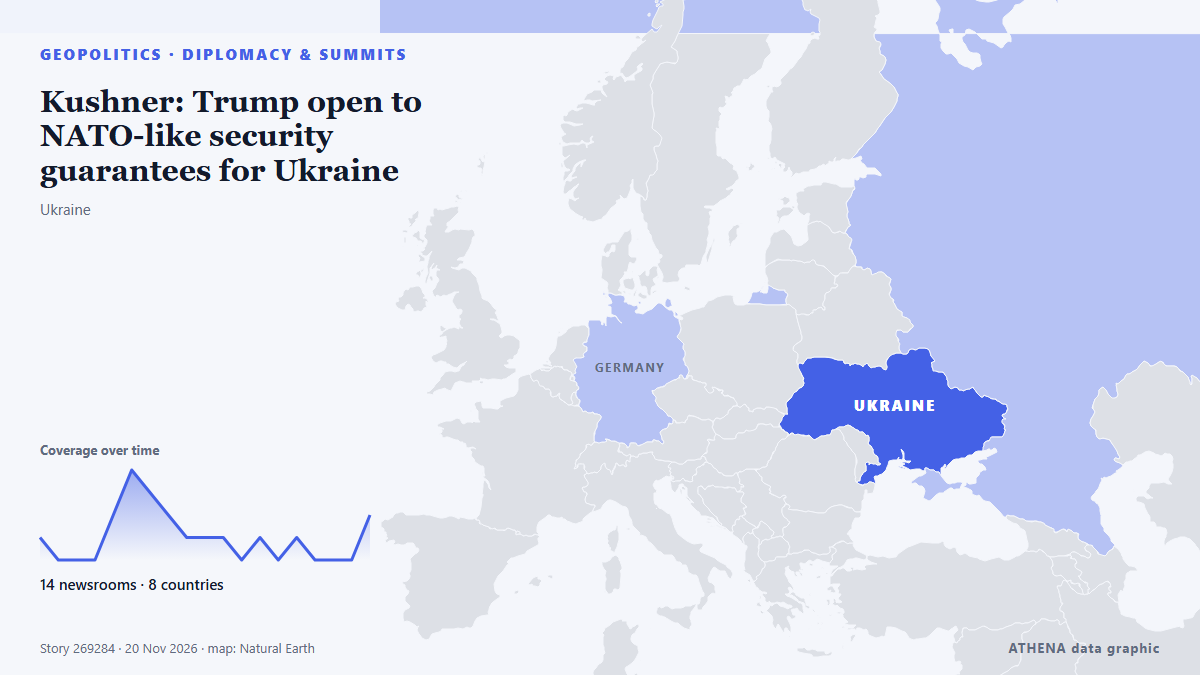 GEOPOLITICS · DIPLOMACY & SUMMITS
Kushner: Trump open to
NATO-like security
guarantees for Ukraine
Ukraine
GERMANY
UKRAINE
Coverage over time
14 newsrooms · 8 countries
Story 269284 · 20 Nov 2026 · map: Natural Earth
ATHENA data graphic